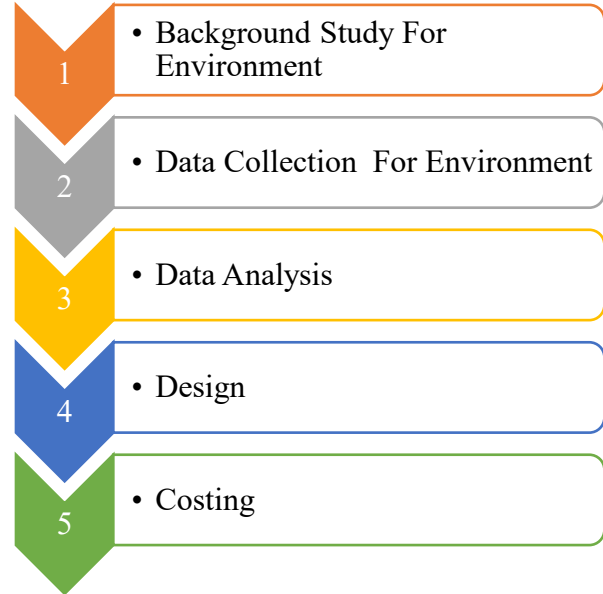 1
• Background Study For
Environment
2
• Data Collection  For Environment
3
• Data Analysis
4
• Design
5
• Costing